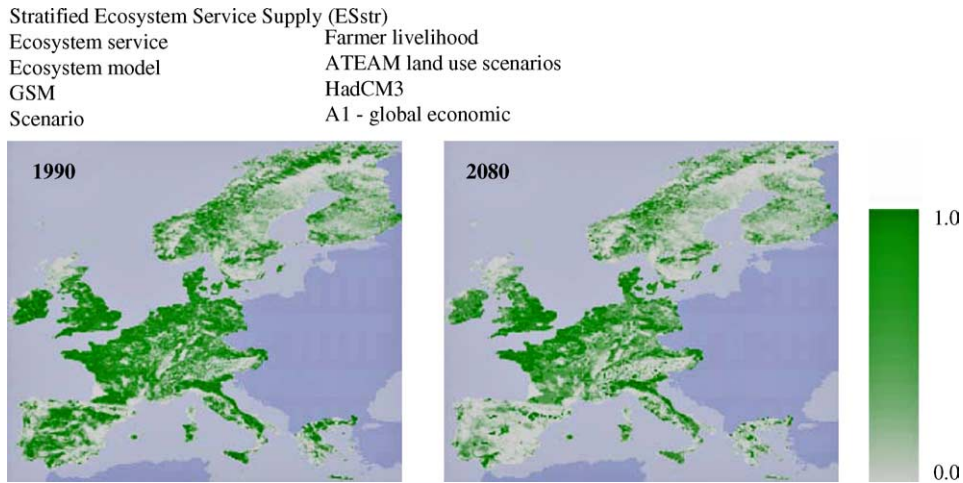 Stratified Ecosystem Service Supply (ESstr)
Ecosystem service Farmer livelihood
Ecosystem model ATEAM land use scenarios
GSM HadCM3
Scenario A1 - global economic
1990 2080
1.0
0.0